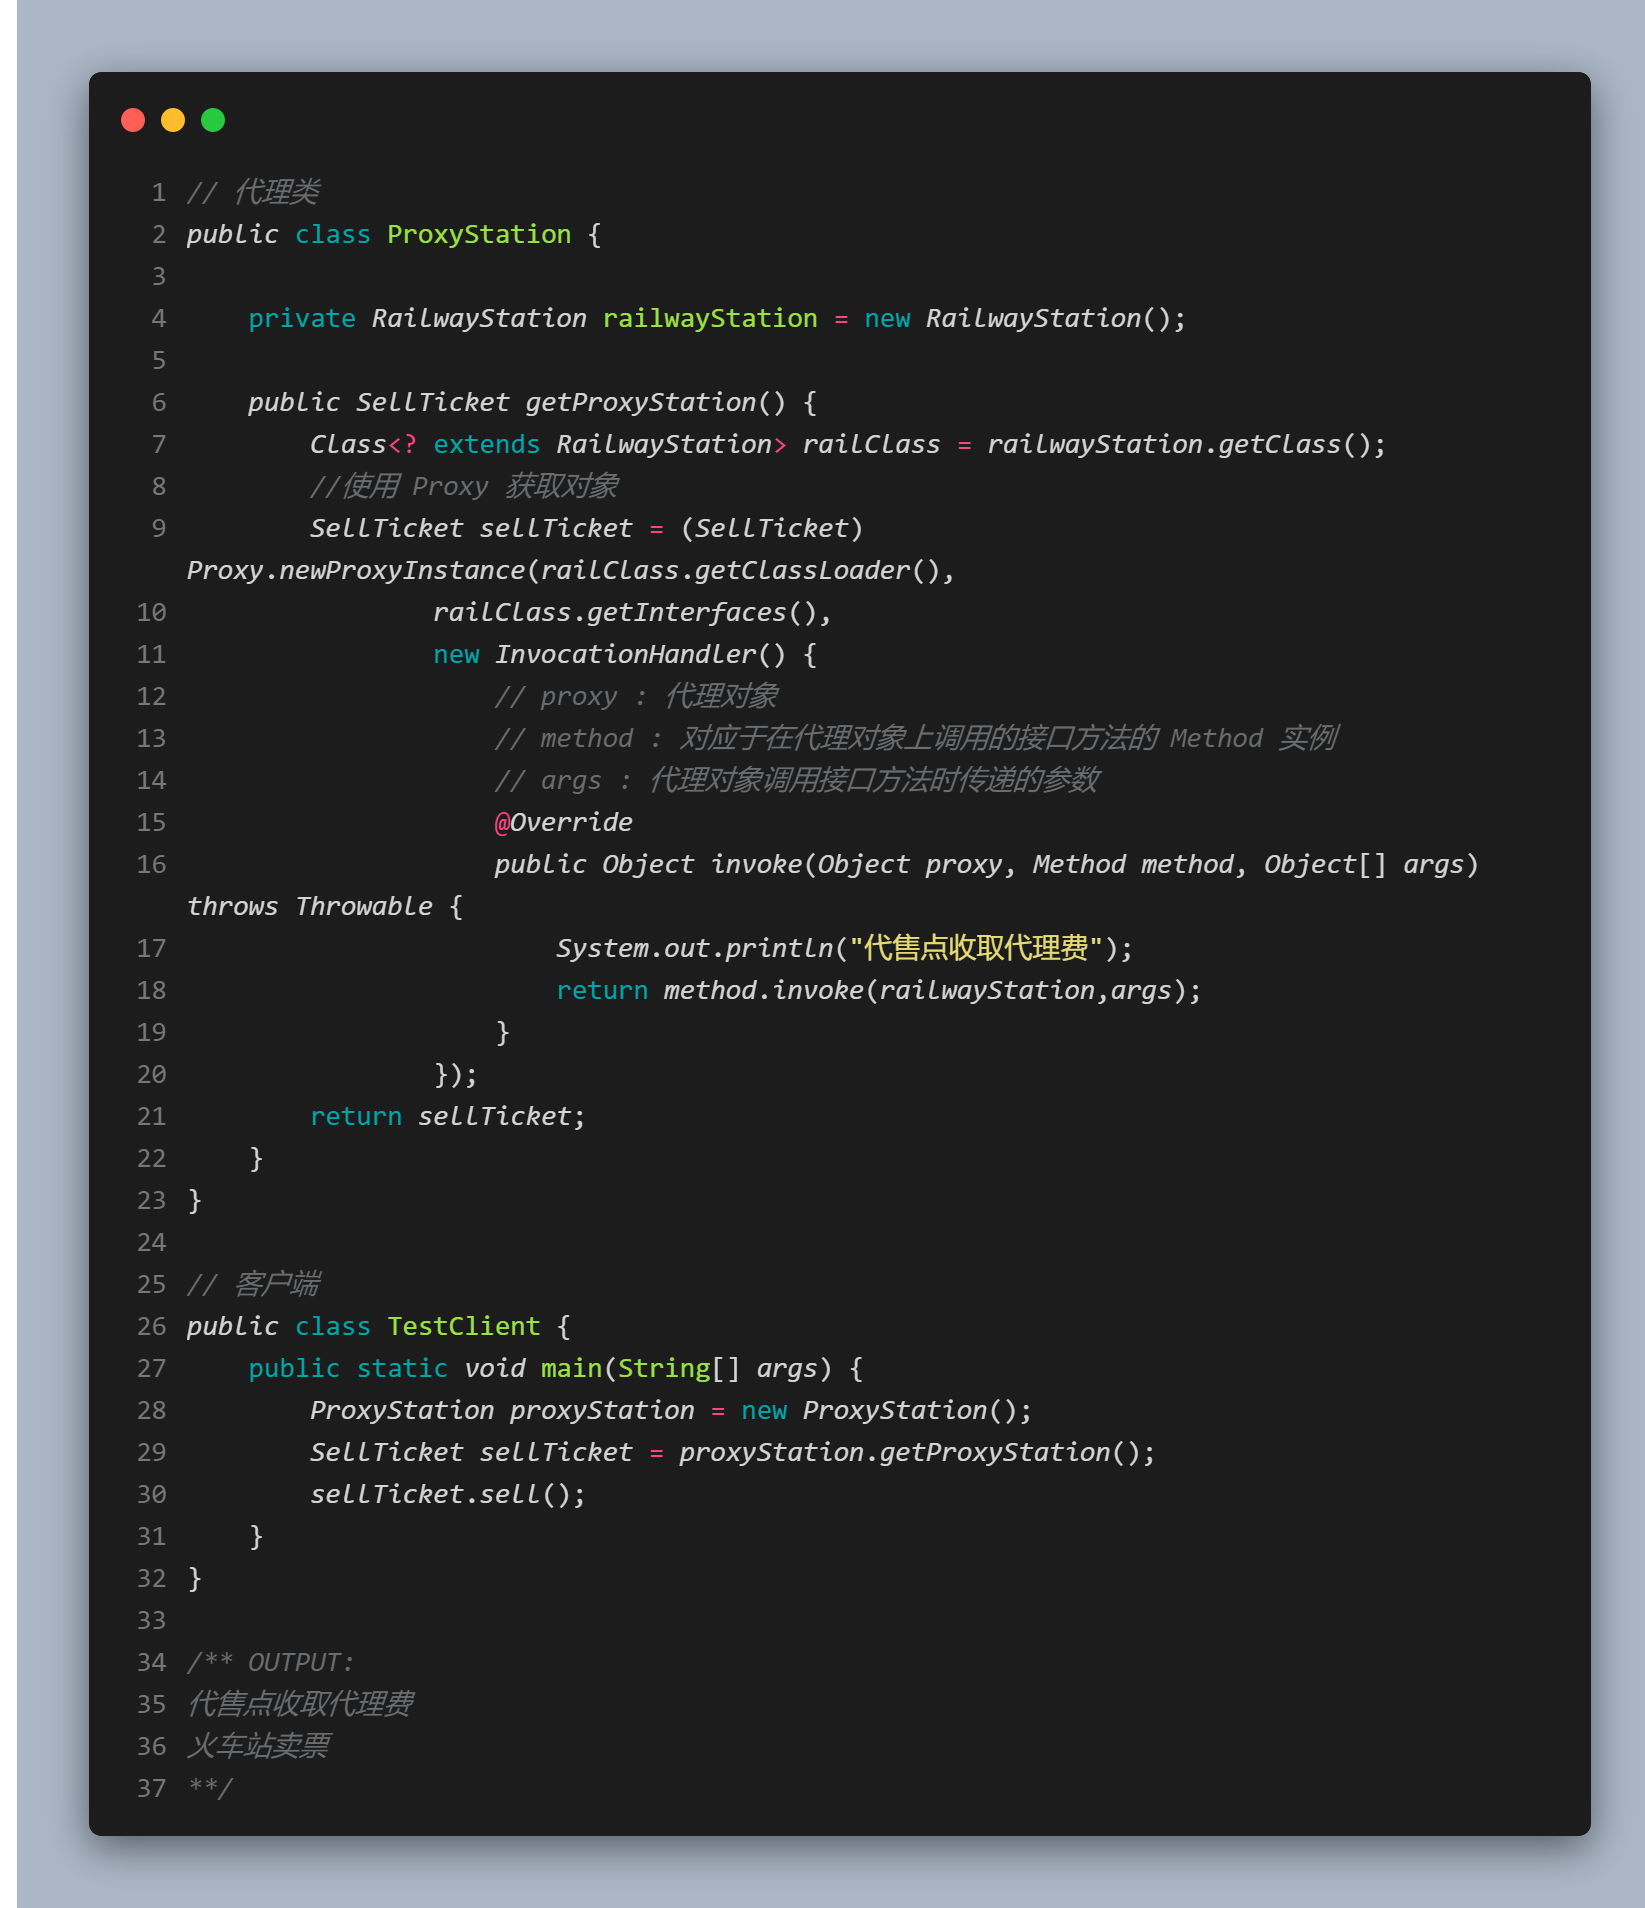 1 // 代理类
2 public class ProxyStation {
3
4     private RailwayStation railwayStation = new RailwayStation();
5
6     public SellTicket getProxyStation() {
7         Class<? extends RailwayStation> railClass = railwayStation.getClass();
8         //使用 Proxy 获取对象
9         SellTicket sellTicket = (SellTicket)
Proxy.newProxyInstance(railClass.getClassLoader(),
10                 railClass.getInterfaces(),
11                 new InvocationHandler() {
12                     // proxy : 代理对象
13                     // method : 对应于在代理对象上调用的接口方法的 Method 实例
14                     // args : 代理对象调用接口方法时传递的参数
15                     @Override
16                     public Object invoke(Object proxy, Method method, Object[] args)
throws Throwable {
17                         System.out.println("代售点收取代理费");
18                         return method.invoke(railwayStation,args);
19                     }
20                 });
21         return sellTicket;
22     }
23 }
24
25 // 客户端
26 public class TestClient {
27     public static void main(String[] args) {
28         ProxyStation proxyStation = new ProxyStation();
29         SellTicket sellTicket = proxyStation.getProxyStation();
30         sellTicket.sell();
31     }
32 }
33
34 /** OUTPUT:
35 代售点收取代理费
36 火车站卖票
37 **/